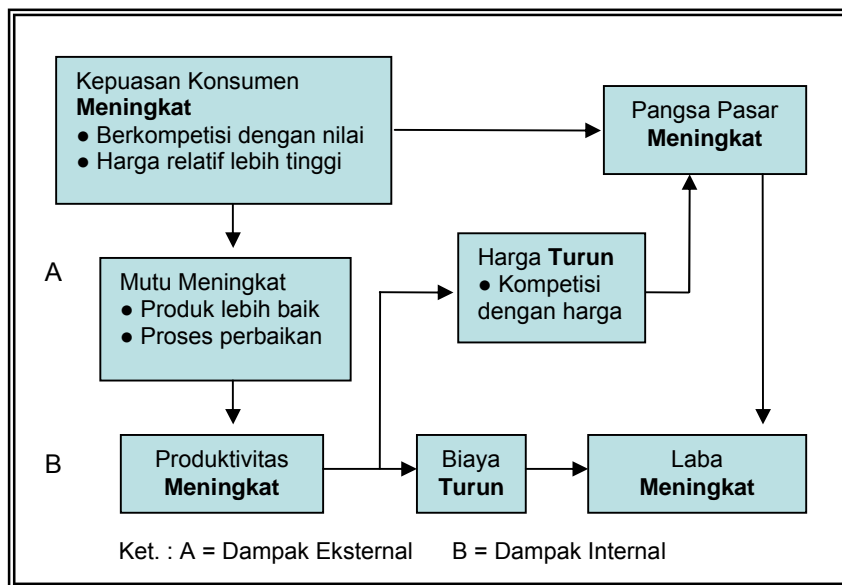 Kepuasan Konsumen
Meningkat
● Berkompetisi dengan nilai
● Harga relatif lebih tinggi
Pangsa Pasar
Meningkat
A
Mutu Meningkat
● Produk lebih baik
● Proses perbaikan
Harga Turun
● Kompetisi
dengan harga
B
Produktivitas
Meningkat
Biaya
Turun
Laba
Meningkat
Ket. : A = Dampak Eksternal B = Dampak Internal